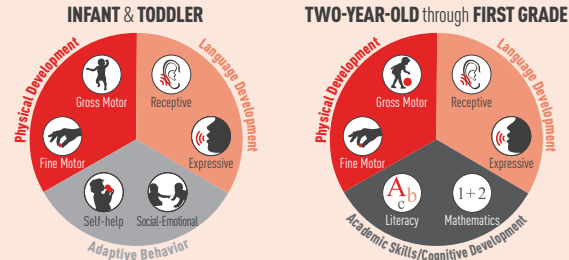 INFANT & TODDLER
Physical Development
Language Development
Gross Motor
Receptive
Fine Motor
Expressive
Self-help
Social-Emotional
Adaptive Behavior
TWO-YEAR-OLD through FIRST GRADE
Physical Development
Language Development
Gross Motor
Receptive
Fine Motor
Expressive
A b c
1+2
Literacy
Mathematics
Academic Skills/Cognitive Development